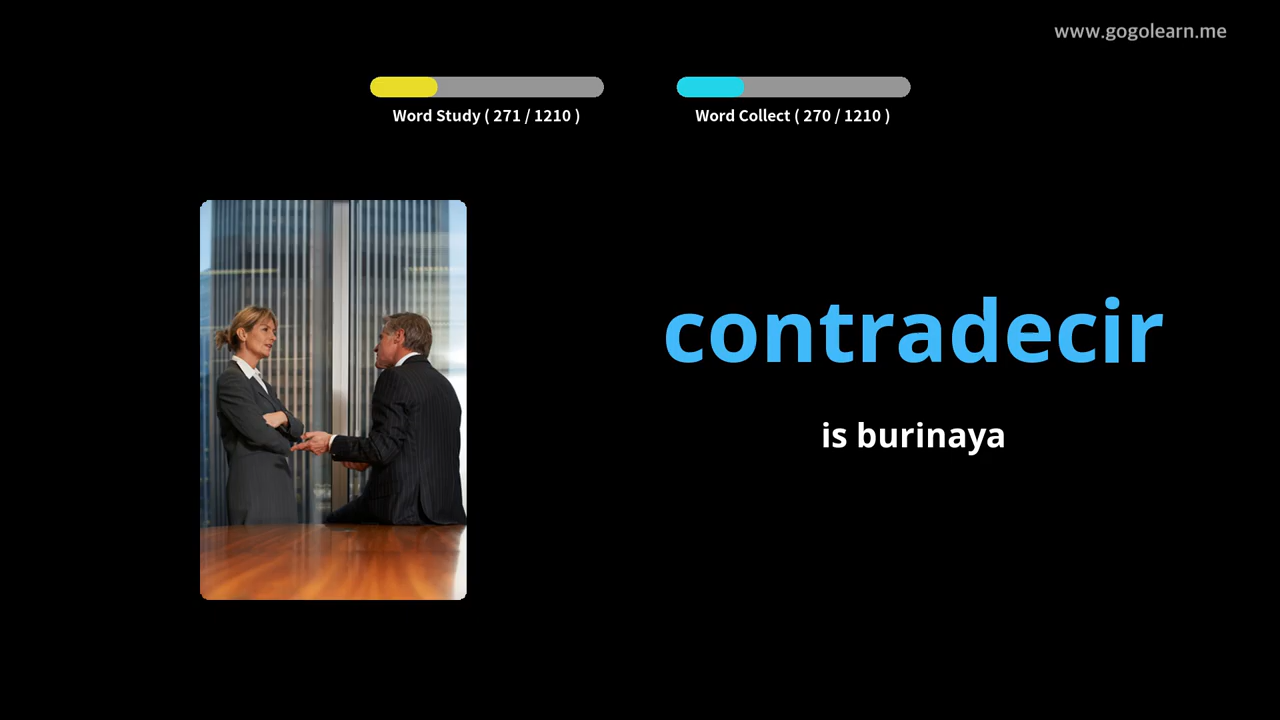 www.gogolearn.me
Word Study ( 271 / 1210 )
Word Collect ( 270 / 1210 )
contradecir
is burinaya